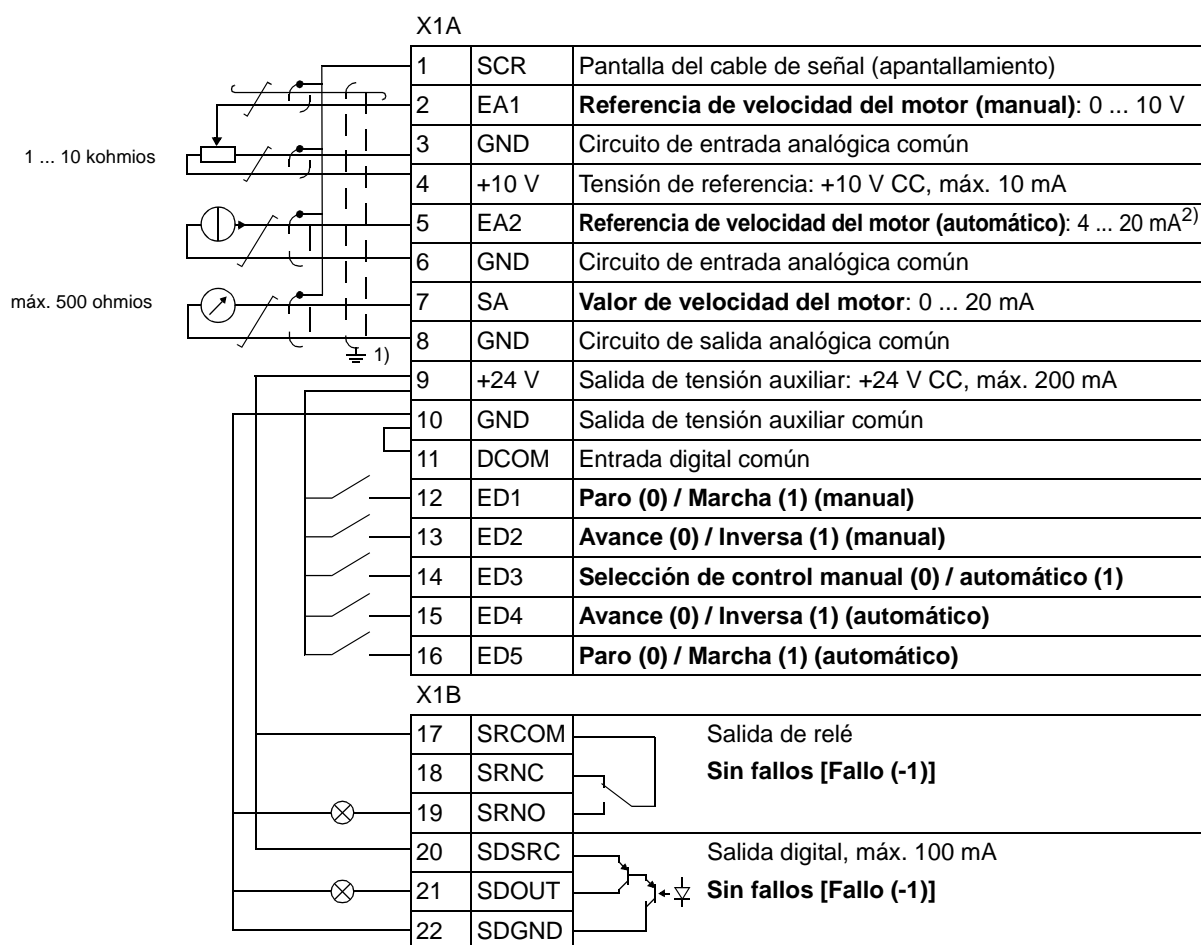 X1A
1 SCR Pantalla del cable de señal (apantallamiento)
2 EA1 Referencia de velocidad del motor (manual): 0 ... 10 V
1 ... 10 kohmios
3 GND Circuito de entrada analógica común
4 +10 V Tensión de referencia: +10 V CC, máx. 10 mA
5 EA2 Referencia de velocidad del motor (automático): 4 ... 20 mA2)
6 GND Circuito de entrada analógica común
máx. 500 ohmios
7 SA Valor de velocidad del motor: 0 ... 20 mA
8 GND Circuito de salida analógica común
1)
9 +24 V Salida de tensión auxiliar: +24 V CC, máx. 200 mA
10 GND Salida de tensión auxiliar común
11 DCOM Entrada digital común
12 ED1 Paro (0) / Marcha (1) (manual)
13 ED2 Avance (0) / Inversa (1) (manual)
14 ED3 Selección de control manual (0) / automático (1)
15 ED4 Avance (0) / Inversa (1) (automático)
16 ED5 Paro (0) / Marcha (1) (automático)
X1B
17 SRCOM Salida de relé
18 SRNC Sin fallos [Fallo (-1)]
19 SRNO
20 SDSRC Salida digital, máx. 100 mA
21 SDOUT Sin fallos [Fallo (-1)]
22 SDGND